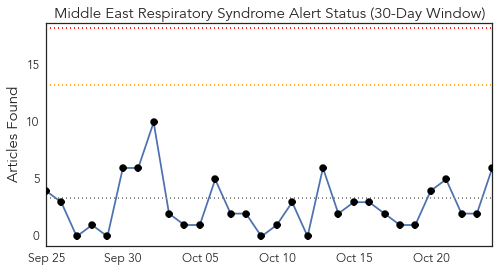 Middle East Respiratory Syndrome Alert Status (30-Day Window)
Articles Found
15
10
5
0
Sep 25 Sep 30 Oct 05 Oct 10 Oct 15 Oct 20